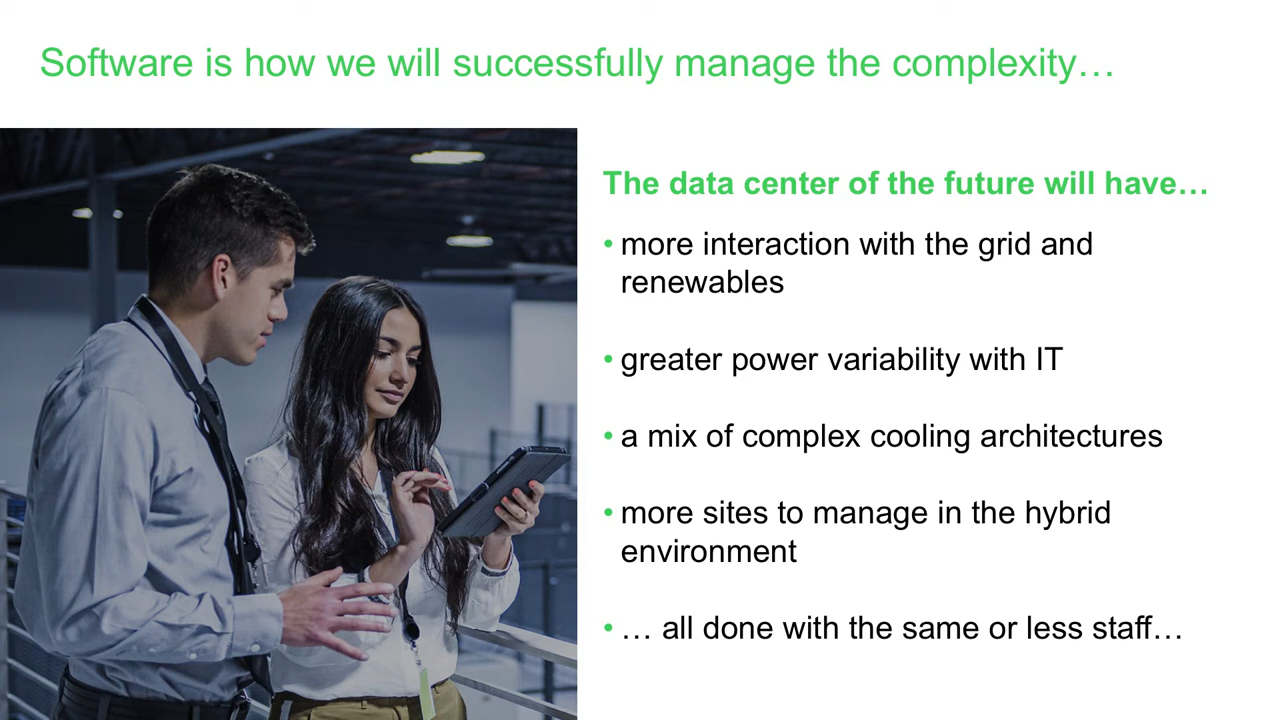 Software is how we will successfully manage the complexity…
The data center of the future will have…
• more interaction with the grid and
renewables
• greater power variability with IT
• a mix of complex cooling architectures
• more sites to manage in the hybrid
environment
• … all done with the same or less staff…